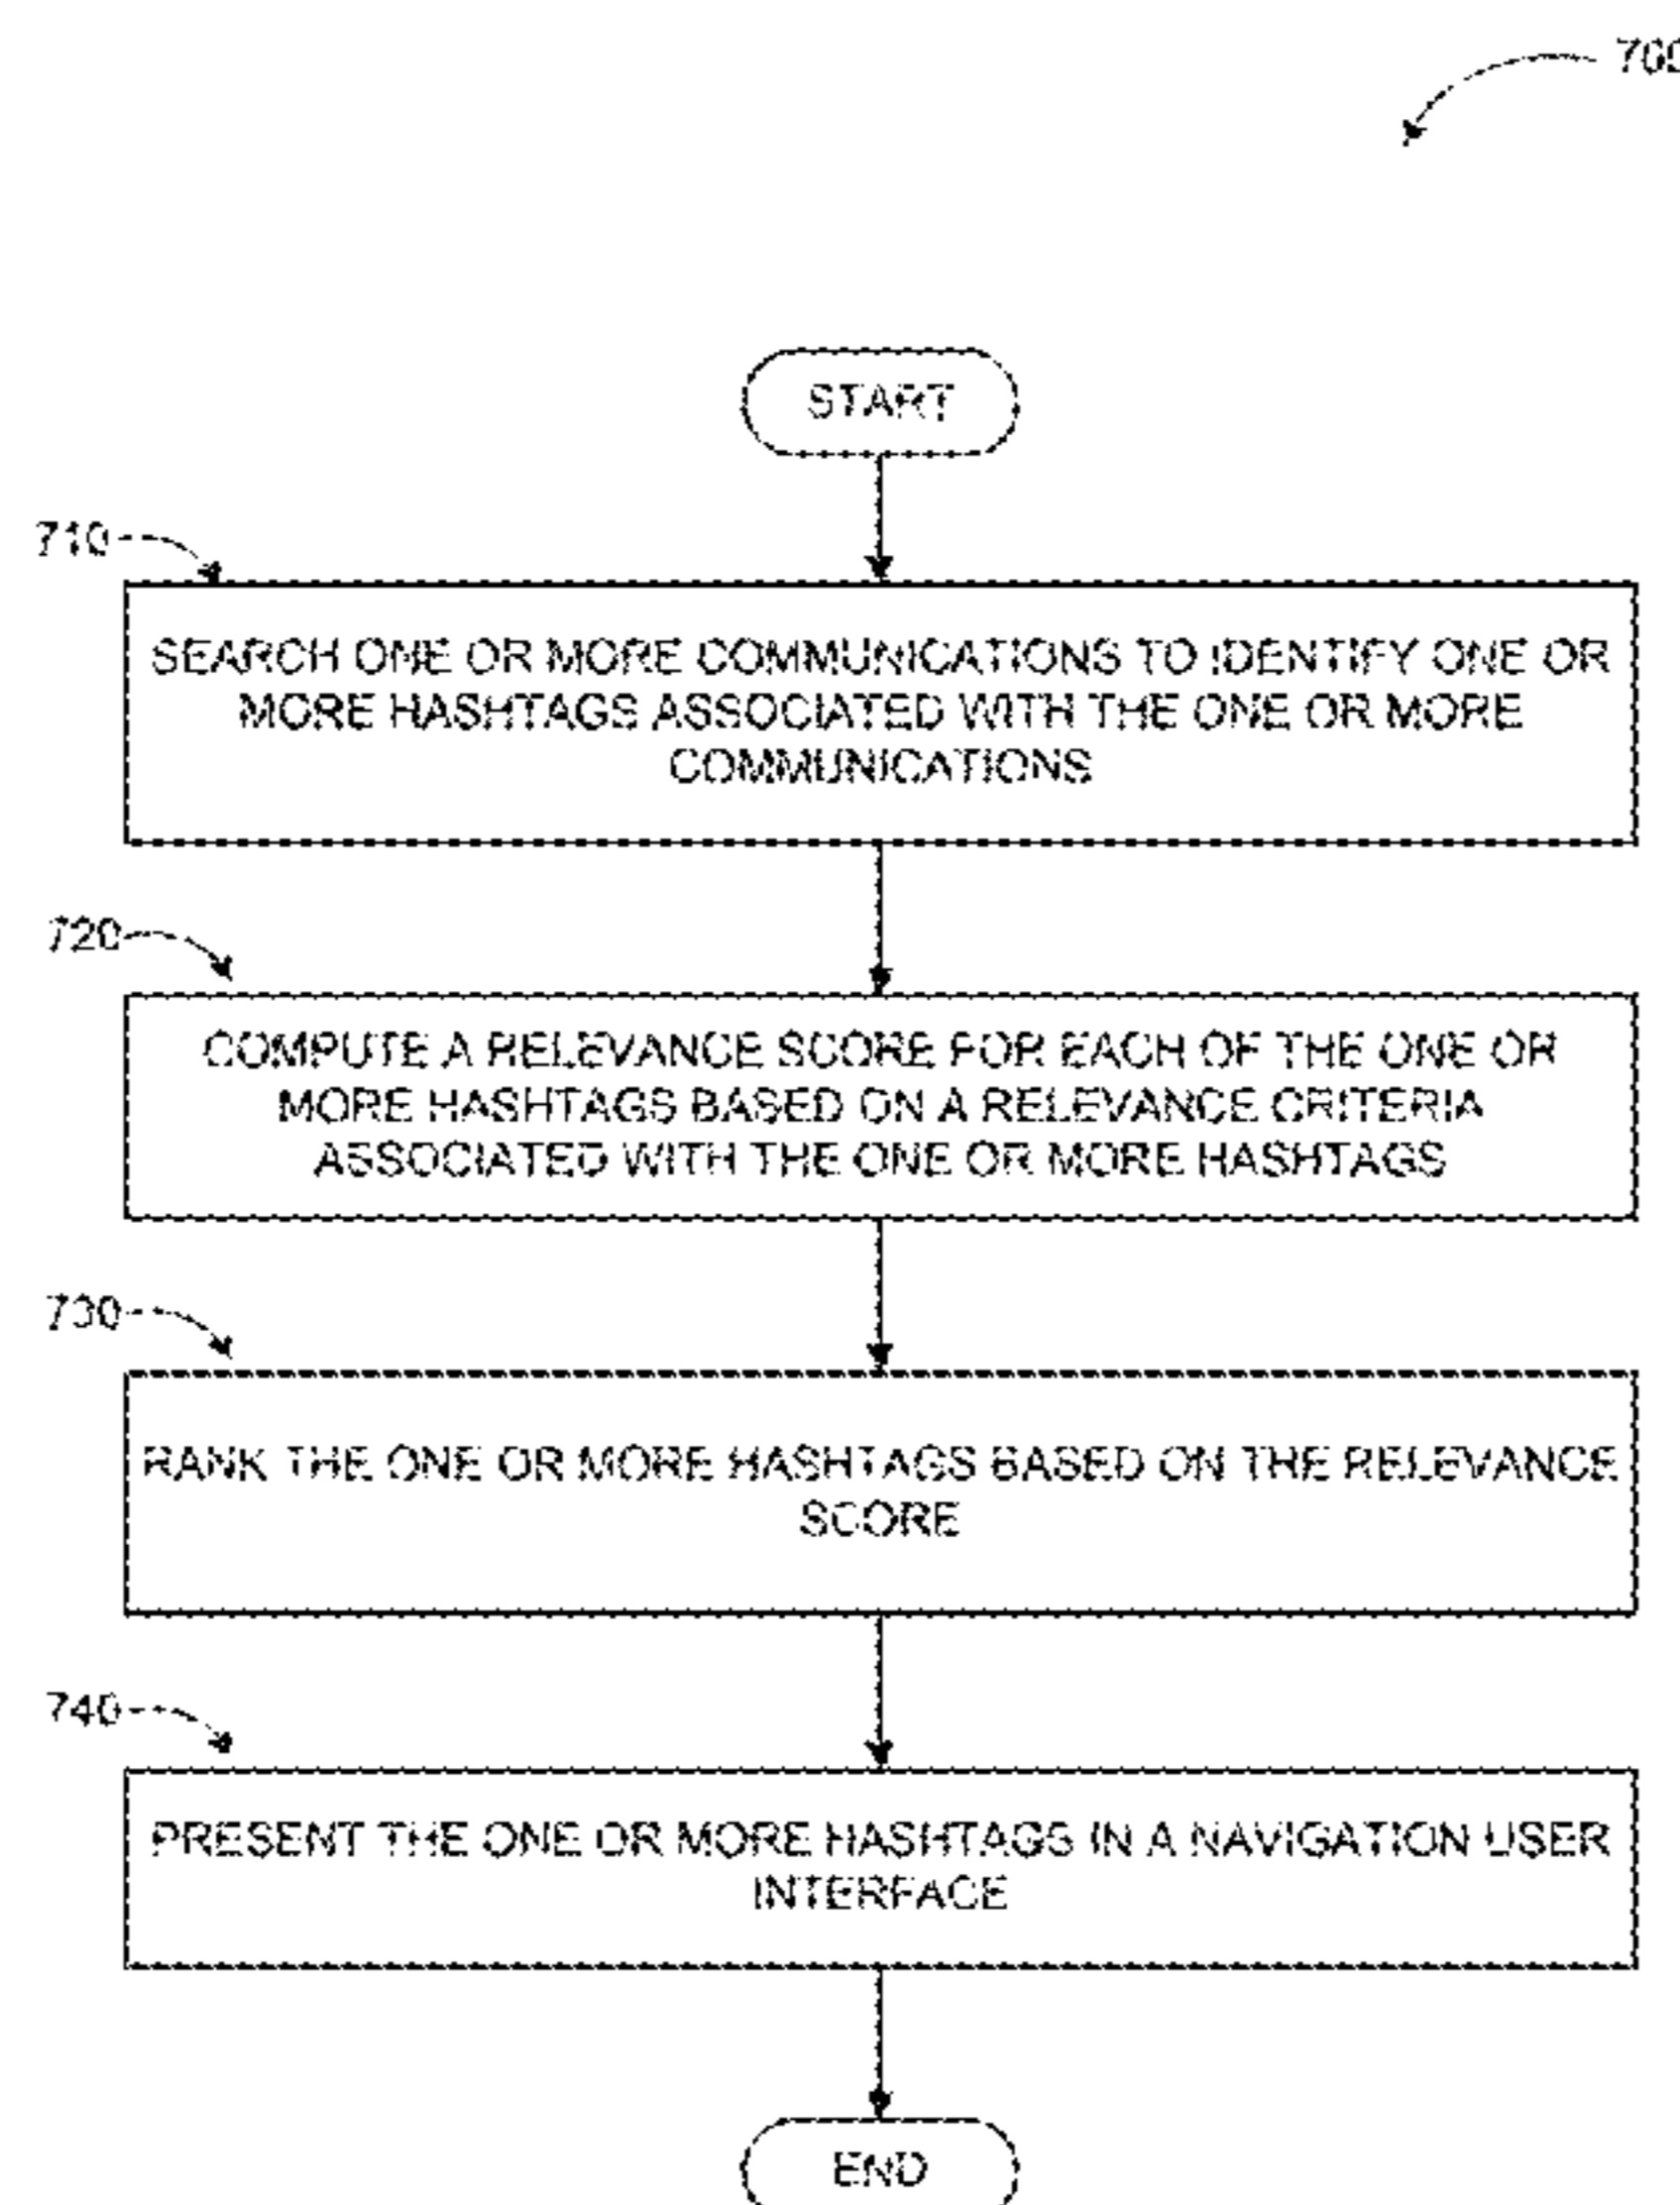 700
START
710
SEARCH ONE OR MORE COMMUNICATIONS TO IDENTIFY ONE OR
MORE HASHTAGS ASSOCIATED WITH THE ONE OR MORE
COMMUNICATIONS
720
COMPUTE A RELEVANCE SCORE FOR EACH OF THE ONE OR
MORE HASHTAGS BASED ON A RELEVANCE CRITERIA
ASSOCIATED WITH THE ONE OR MORE HASHTAGS
730
RANK THE ONE OR MORE HASHTAGS BASED ON THE RELEVANCE
SCORE
740
PRESENT THE ONE OR MORE HASHTAGS IN A NAVIGATION USER
INTERFACE
END